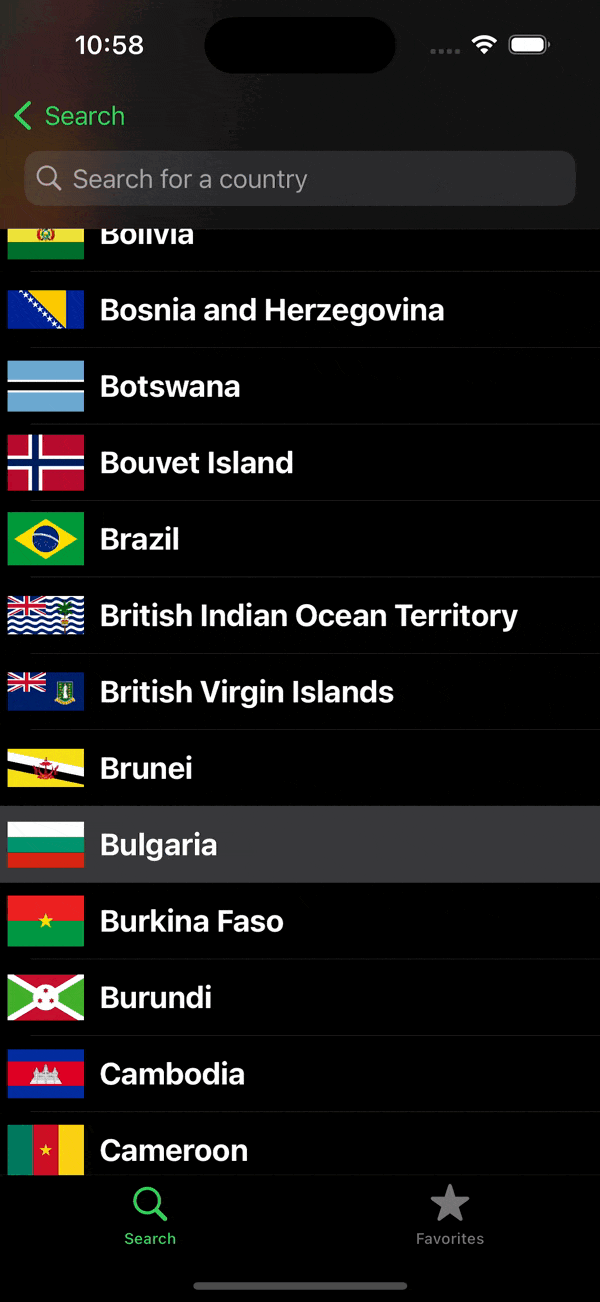 10:58
Search
Search for a country
Bolivia
Bosnia and Herzegovina
Botswana
Bouvet Island
Brazil
British Indian Ocean Territory
British Virgin Islands
Brunei
Bulgaria
Burkina Faso
Burundi
Cambodia
Cameroon
Search
Favorites